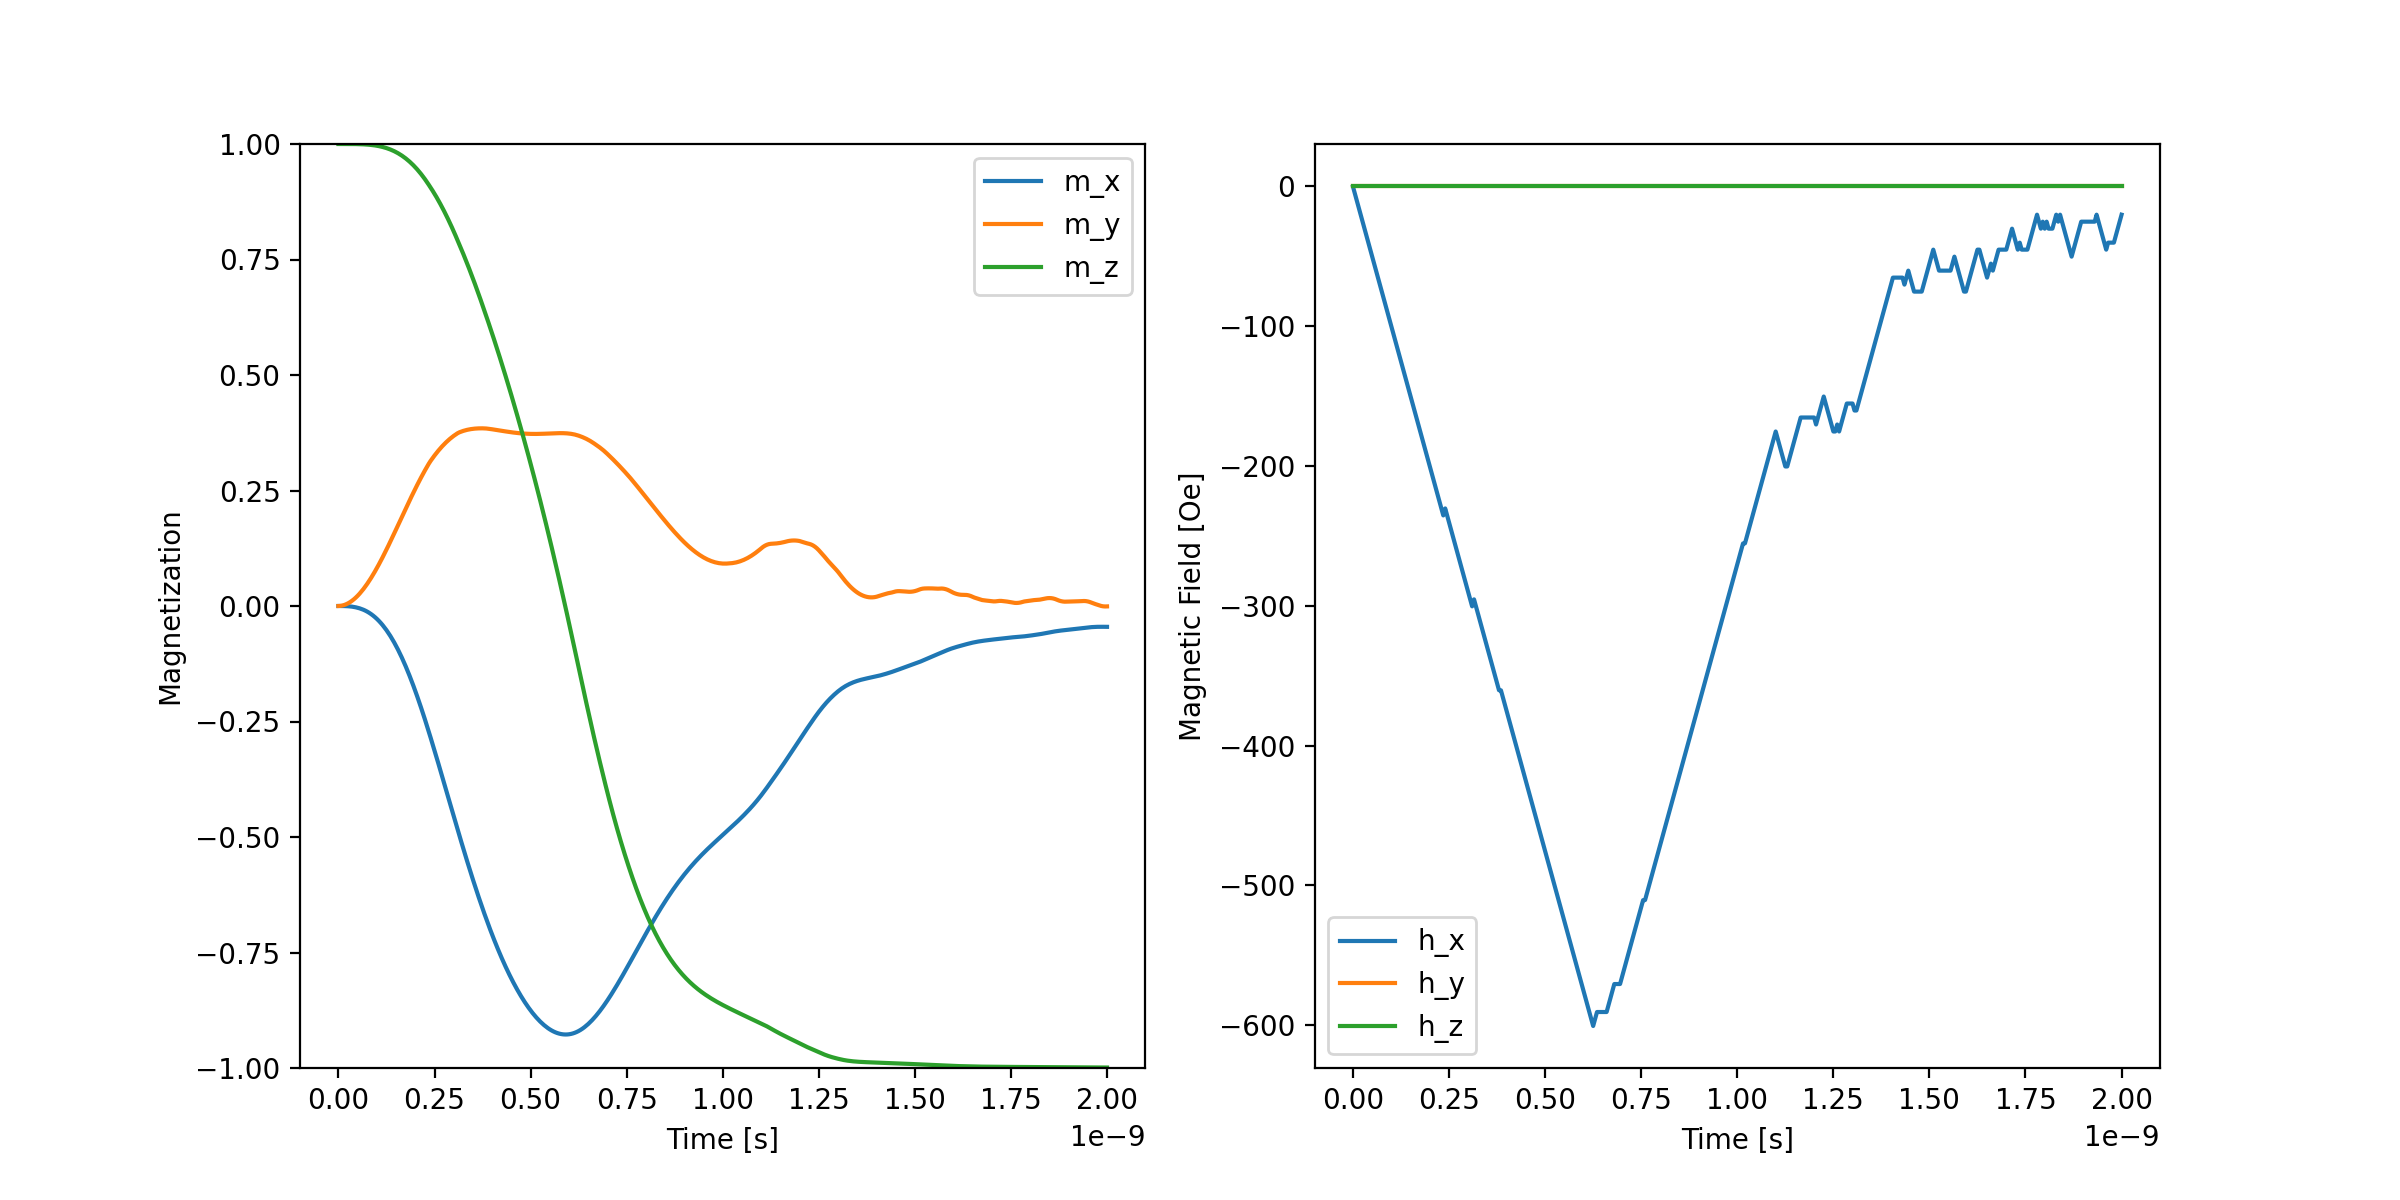 1.00
0.75
0.50
0.25
0.00
−0.25
−0.50
−0.75
−1.00
Magnetization
m_x
m_y
m_z
0.00 0.25 0.50 0.75 1.00 1.25 1.50 1.75 2.00
Time [s]
1e−9
0
−100
−200
−300
−400
−500
−600
Magnetic Field [Oe]
h_x
h_y
h_z
0.00 0.25 0.50 0.75 1.00 1.25 1.50 1.75 2.00
Time [s]
1e−9